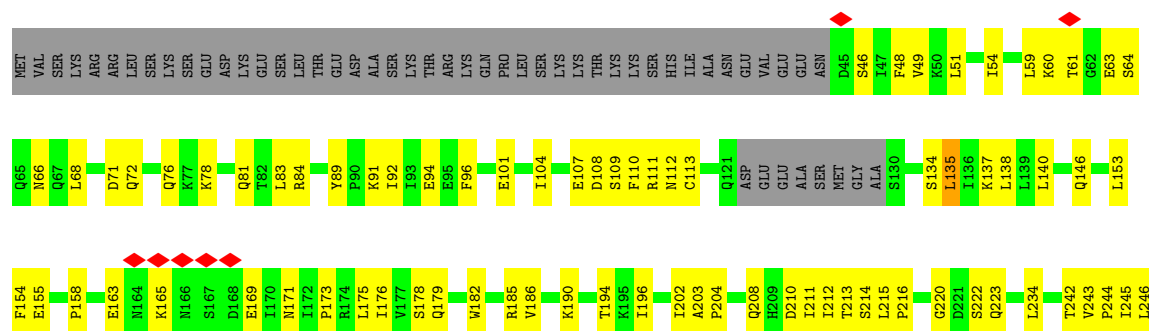 MET VAL SER LYS ARG ARG LEU SER LYS SER GLU ASP LYS GLU SER LEU THR GLU ASP ALA SER LYS THR ARG LYS GLN PRO LEU SER LYS LYS THR LYS LYS SER HIS ILE ALA ASN GLU VAL GLU GLU ASN D45 S46 I47 F48 V49 K50 L51 I54 L59 K60 T61 G62 E63 S64
Q65 N66 Q67 L68 D71 Q72 Q76 K77 K78 Q81 T82 L83 R84 Y89 P90 K91 I92 I93 E94 E95 F96 E101 I104 E107 D108 S109 F110 R111 N112 C113 Q121 ASP GLU GLU ALA SER MET GLY ALA S130 S134 L135 I136 K137 L138 L139 L140 Q146 L153
F154 E155 P158 E163 N164 K165 N166 S167 D168 E169 I170 N171 I172 P173 R174 L175 I176 V177 S178 Q179 W182 R185 V186 K190 T194 K195 I196 I202 A203 P204 Q208 H209 D210 I211 I212 T213 S214 L215 P216 G220 D221 S222 Q223 L234 T242 V243 P244 I245 L246